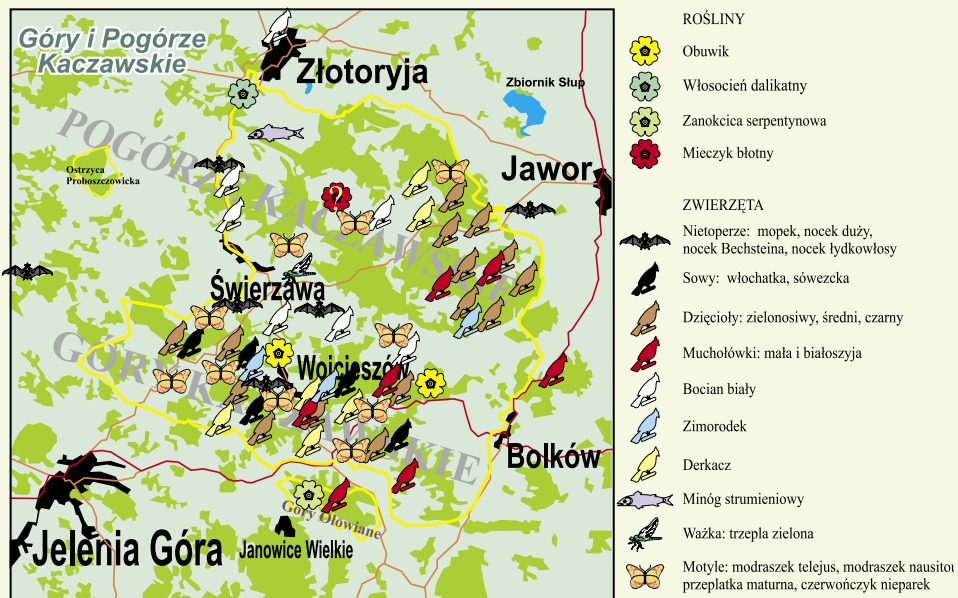 Góry i Pogórze
Kaczawskie
Złotoryja
Zbiornik Słup
POGÓRZE KACZAWSKIE
Ostrzyca
Proboszczowicka
Jawor
?
Świerzawa
GÓRY KACZAWSKIE
Wojcieszów
Bolków
Góry Ołowiane
Jelenia Góra
Janowice Wielkie
ROŚLINY
Obuwik
Włosocień dalikatny
Zanokcica serpentynowa
Mieczyk błotny
ZWIERZĘTA
Nietoperze: mopek, nocek duży,
nocek Bechsteina, nocek łydkowłosy
Sowy: włochatka, sówezcka
Dzięcioły: zielonosiwy, średni, czarny
Muchołówki: mała i białoszyja
Bocian biały
Zimorodek
Derkacz
Minóg strumieniowy
Ważka: trzepla zielona
Motyle: modraszek telejus, modraszek nausitou
przeplatka maturna, czerwończyk nieparek